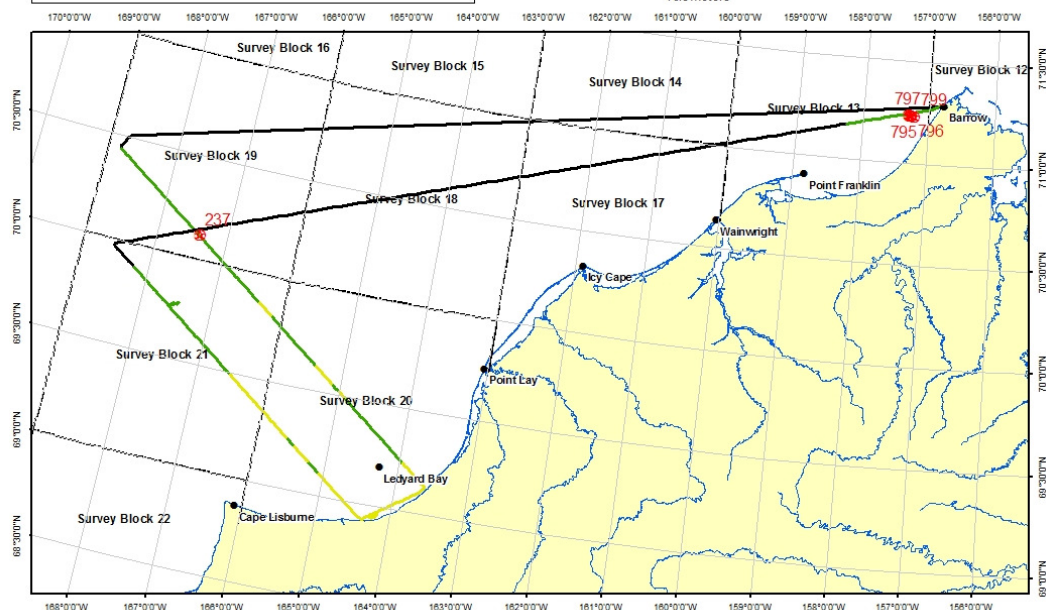 170°0'0"W 169°0'0"W 168°0'0"W 167°0'0"W 166°0'0"W 165°0'0"W 164°0'0"W 163°0'0"W 162°0'0"W 161°0'0"W 160°0'0"W 159°0'0"W 158°0'0"W 157°0'0"W 156°0'0"W
Survey Block 16
Survey Block 15
Survey Block 14
Survey Block 12
71°30'0"N
70°30'0"N
797799
Survey Block 13
Barrow
795796
Survey Block 19
71°0'0"N
Point Franklin
Survey Block 18
Survey Block 17
70°0'0"N
237
Wainwright
Icy Cape
70°30'0"N
69°30'0"N
Survey Block 21
Point Lay
70°0'0"N
Survey Block 20
69°0'0"N
Ledyard Bay
69°30'0"N
Cape Lisburne
Survey Block 22
68°30'0"N
168°0'0"W 167°0'0"W 166°0'0"W 165°0'0"W 164°0'0"W 163°0'0"W 162°0'0"W 161°0'0"W 160°0'0"W 159°0'0"W 158°0'0"W 157°0'0"W